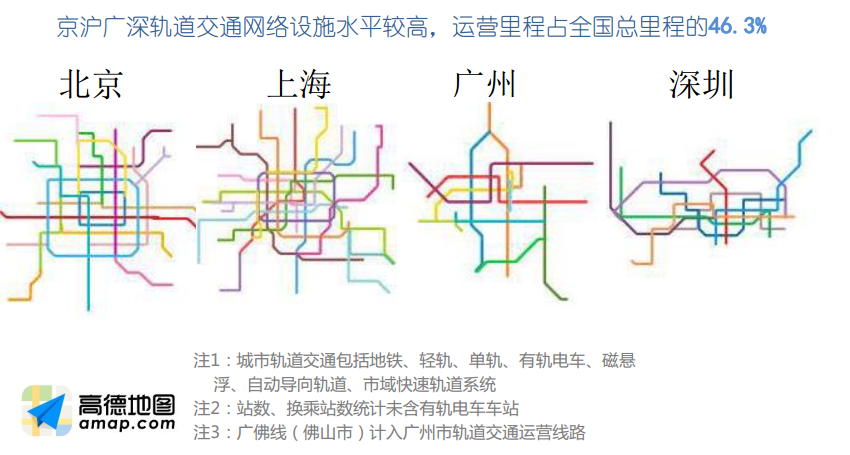 京沪广深轨道交通网络设施水平较高，运营里程占全国总里程的46.3%
北京 上海 广州 深圳
注1：城市轨道交通包括地铁、轻轨、单轨、有轨电车、磁悬
浮、自动导向轨道、市域快速轨道系统
注2：站数、换乘站数统计未含有轨电车车站
注3：广佛线（佛山市）计入广州市轨道交通运营线路
高德地图
amap.com